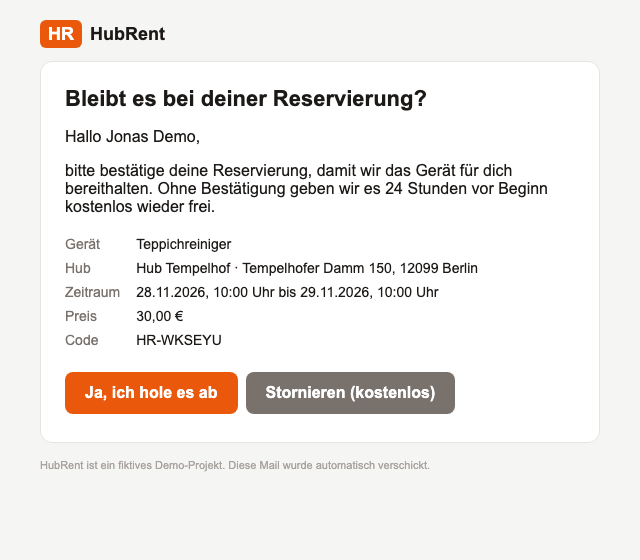 HR HubRent
Bleibt es bei deiner Reservierung?
Hallo Jonas Demo,
bitte bestätige deine Reservierung, damit wir das Gerät für dich
bereithalten. Ohne Bestätigung geben wir es 24 Stunden vor Beginn
kostenlos wieder frei.
Gerät Teppichreiniger
Hub Hub Tempelhof · Tempelhofer Damm 150, 12099 Berlin
Zeitraum 28.11.2026, 10:00 Uhr bis 29.11.2026, 10:00 Uhr
Preis 30,00 €
Code HR-WKSEYU
Ja, ich hole es ab Stornieren (kostenlos)
HubRent ist ein fiktives Demo-Projekt. Diese Mail wurde automatisch verschickt.